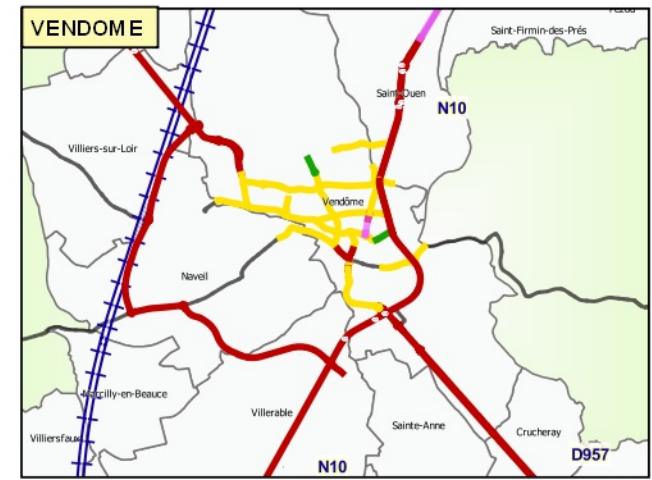 VENDOME
Saint-Firmin-des-Prés
Saint-Ouen
N10
Villiers-sur-Loir
Vendôme
Naveil
Marcilly-en-Beauce
Villerable
Sainte-Anne
Villiersfaux
Crucheray
D957
N10